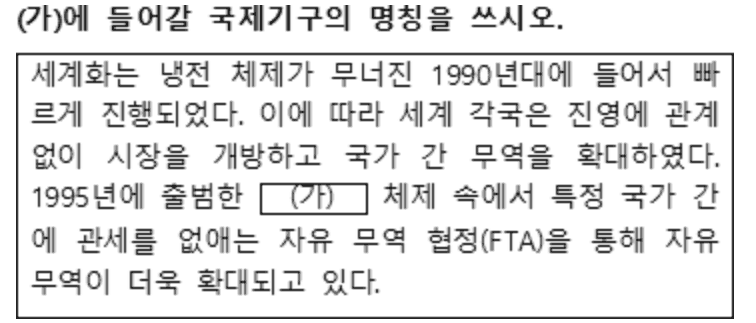 (가)에 들어갈 국제기구의 명칭을 쓰시오.
세계화는 냉전 체제가 무너진 1990년대에 들어서 빠
르게 진행되었다. 이에 따라 세계 각국은 진영에 관계
없이 시장을 개방하고 국가 간 무역을 확대하였다.
1995년에 출범한 (가) 체제 속에서 특정 국가 간
에 관세를 없애는 자유 무역 협정(FTA)을 통해 자유
무역이 더욱 확대되고 있다.